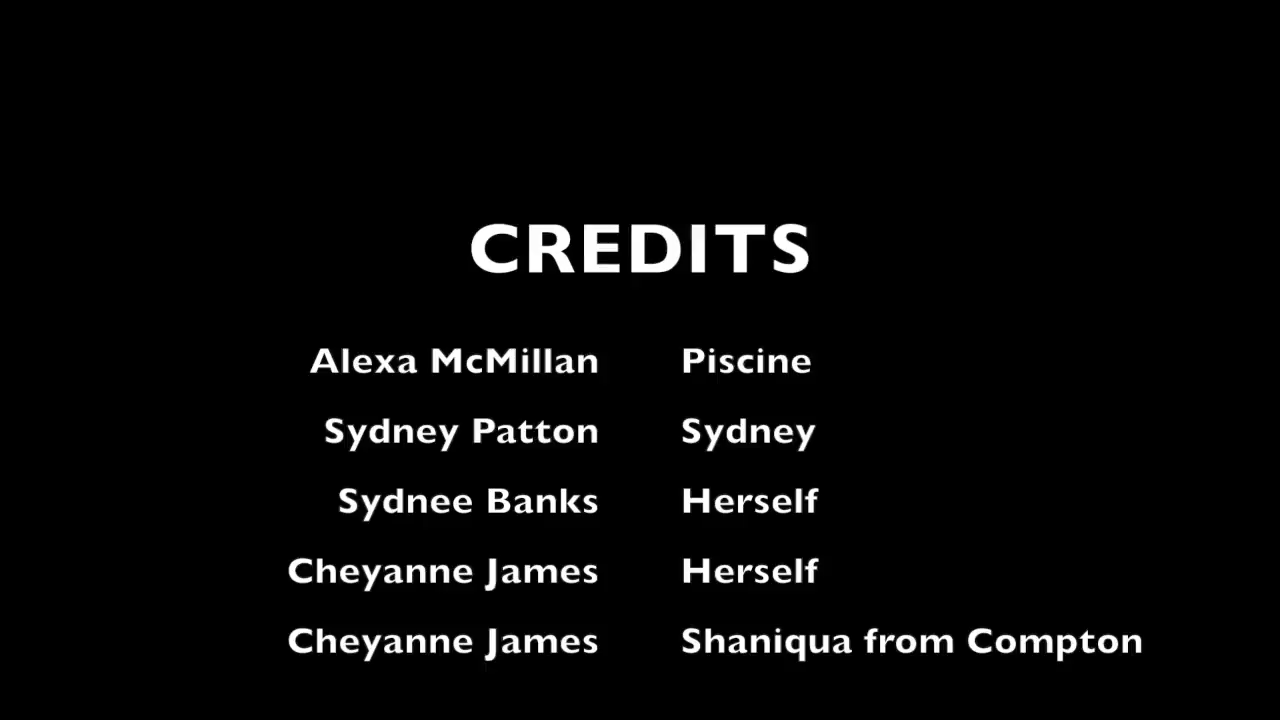 CREDITS
Alexa McMillan Piscine
Sydney Patton Sydney
Sydnee Banks Herself
Cheyanne James Herself
Cheyanne James Shaniqua from Compton